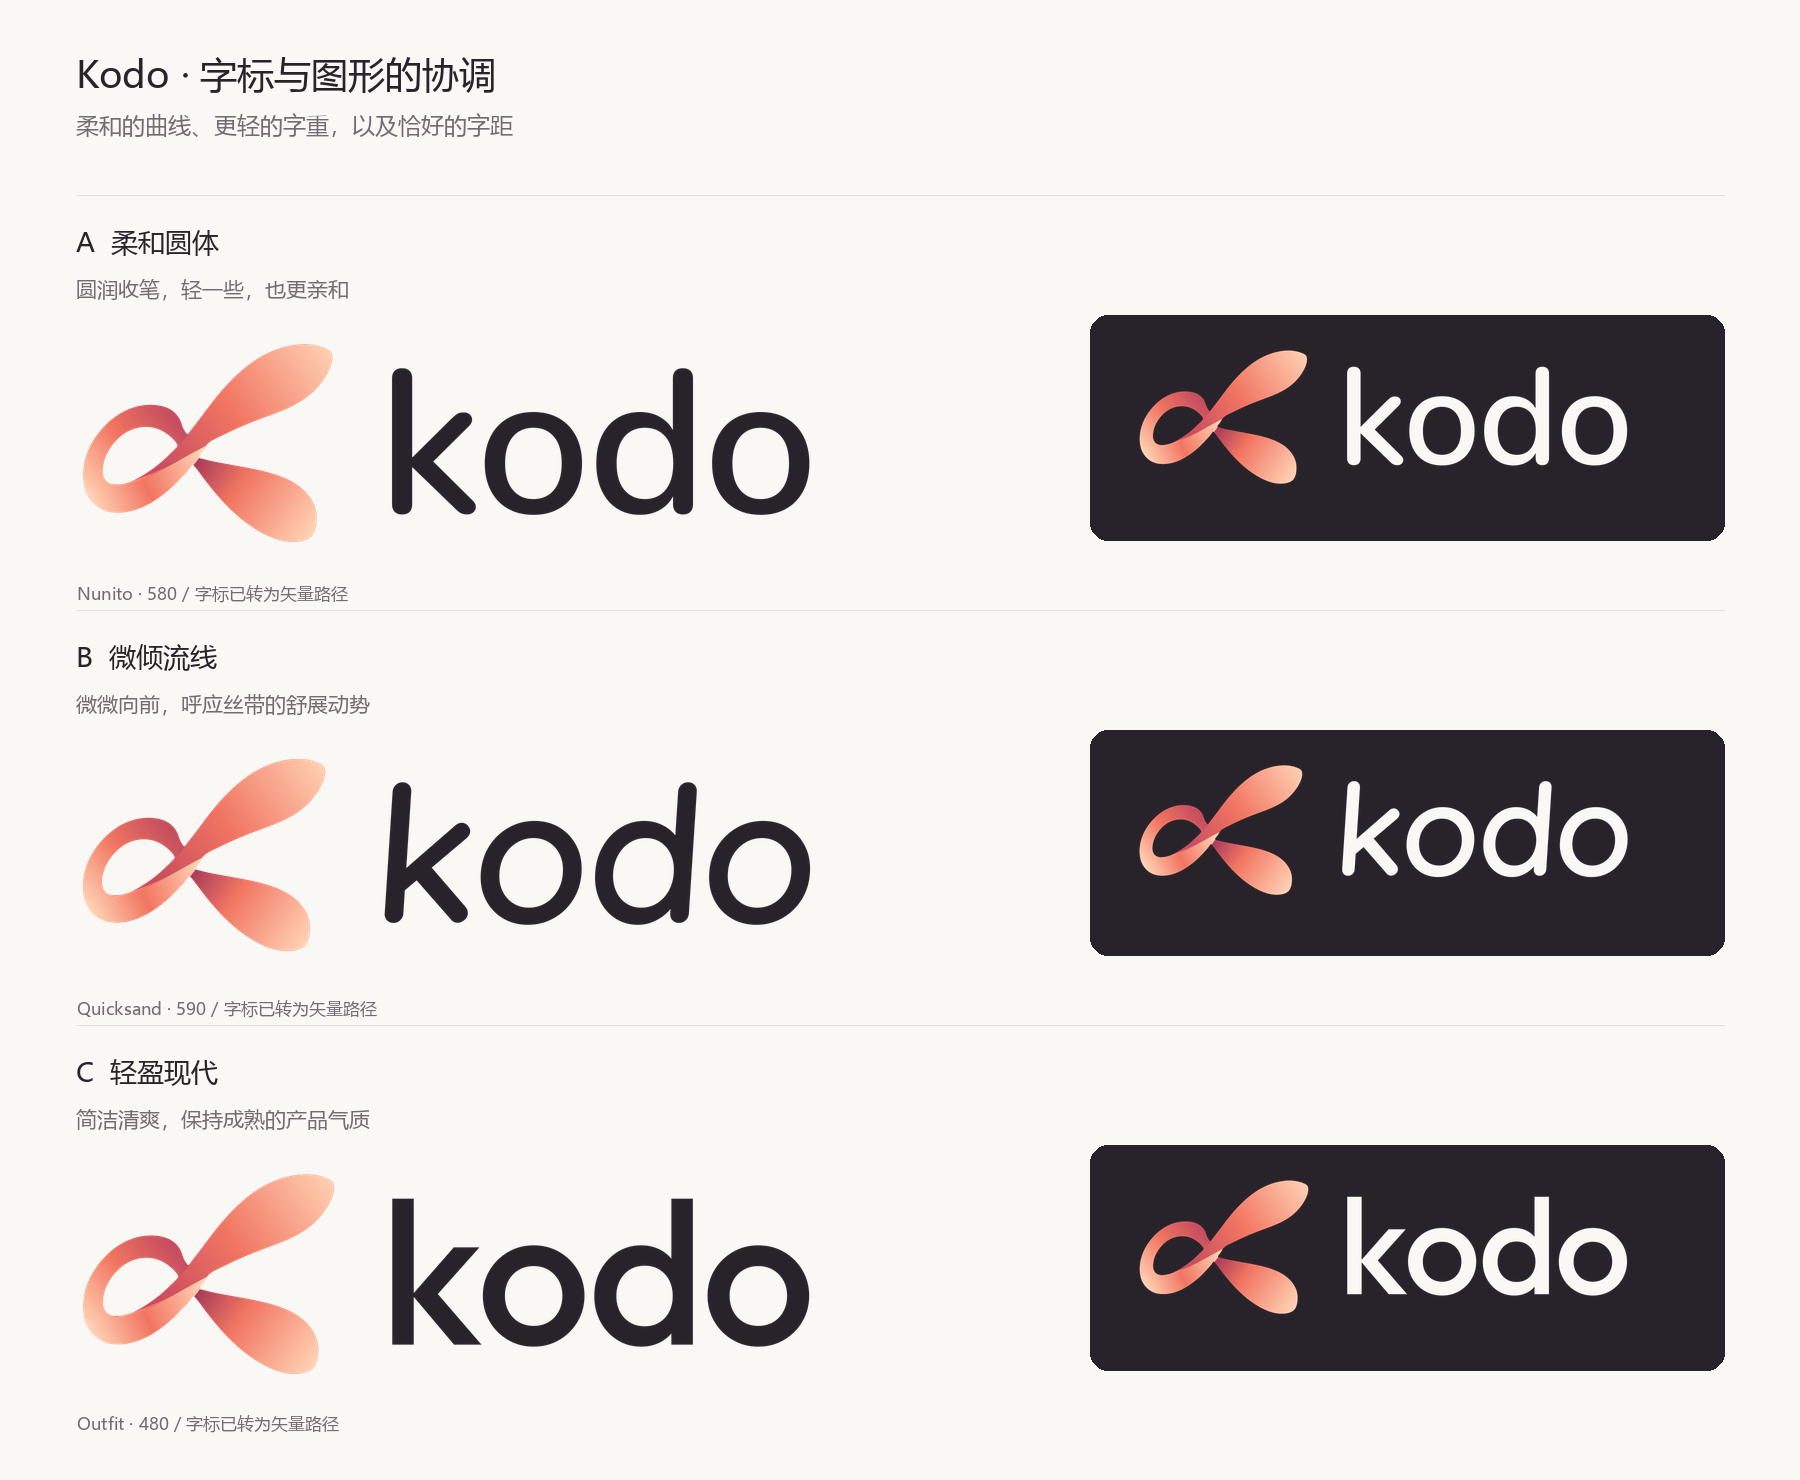 Kodo · 字标与图形的协调
柔和的曲线、更轻的字重，以及恰好的字距
A 柔和圆体
圆润收笔，轻一些，也更亲和
kodo
kodo
Nunito · 580 / 字标已转为矢量路径
B 微倾流线
微微向前，呼应丝带的舒展动势
kodo
kodo
Quicksand · 590 / 字标已转为矢量路径
C 轻盈现代
简洁清爽，保持成熟的产品气质
kodo
kodo
Outfit · 480 / 字标已转为矢量路径